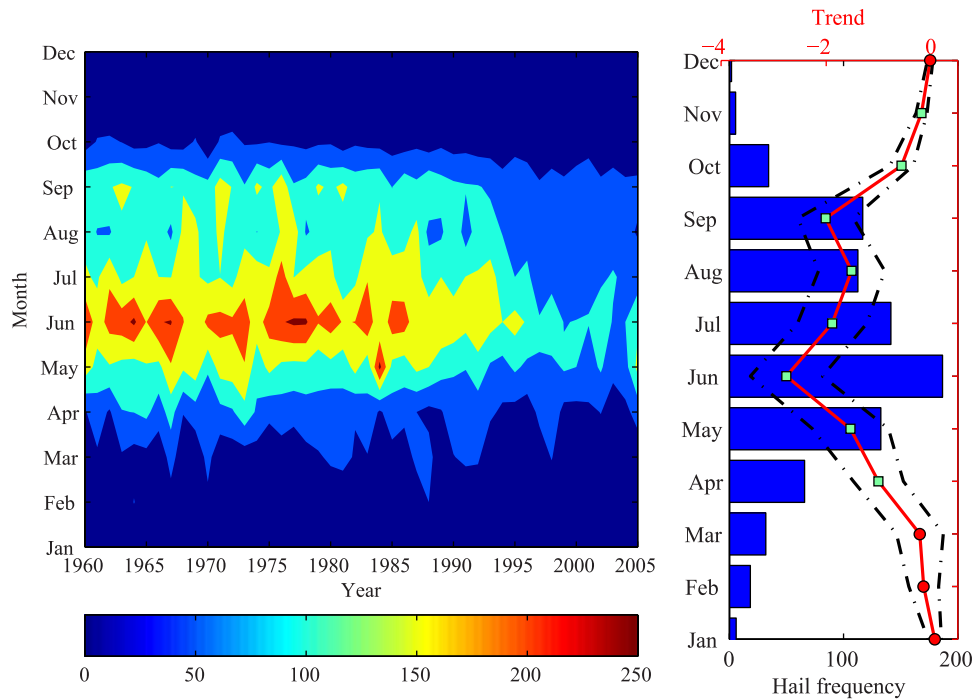 Dec
Nov
Oct
Sep
Aug
Jul
Jun
May
Apr
Mar
Feb
Jan
Month
1960 1965 1970 1975 1980 1985 1990 1995 2000 2005
Year
0 50 100 150 200 250
Trend
−4 −2 0
Dec
Nov
Oct
Sep
Aug
Jul
Jun
May
Apr
Mar
Feb
Jan
0 100 200
Hail frequency